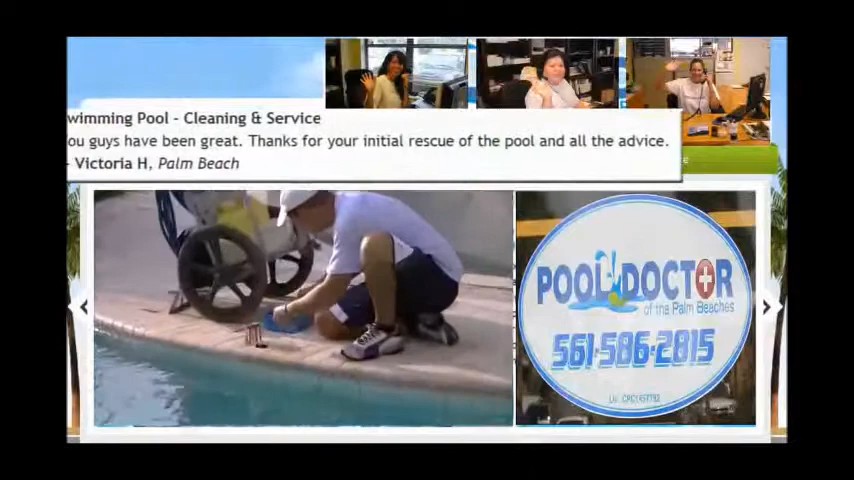 wimming Pool - Cleaning & Service
ou guys have been great. Thanks for your initial rescue of the pool and all the advice.
- Victoria H, Palm Beach
POOL DOCTOR
of the Palm Beaches
561-586-2815